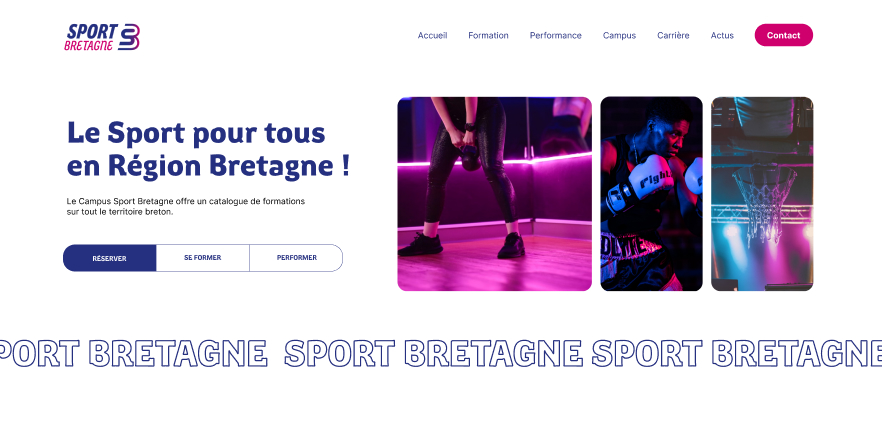 SPORT
BRETAGNE
Accueil
Formation
Performance
Campus
Carrière
Actus
Contact
Le Sport pour tous
en Région Bretagne !
Le Campus Sport Bretagne offre un catalogue de formations
sur tout le territoire breton.
RÉSERVER
SE FORMER
PERFORMER
Fight
PORT BRETAGNE SPORT BRETAGNE SPORT BRETAGNE